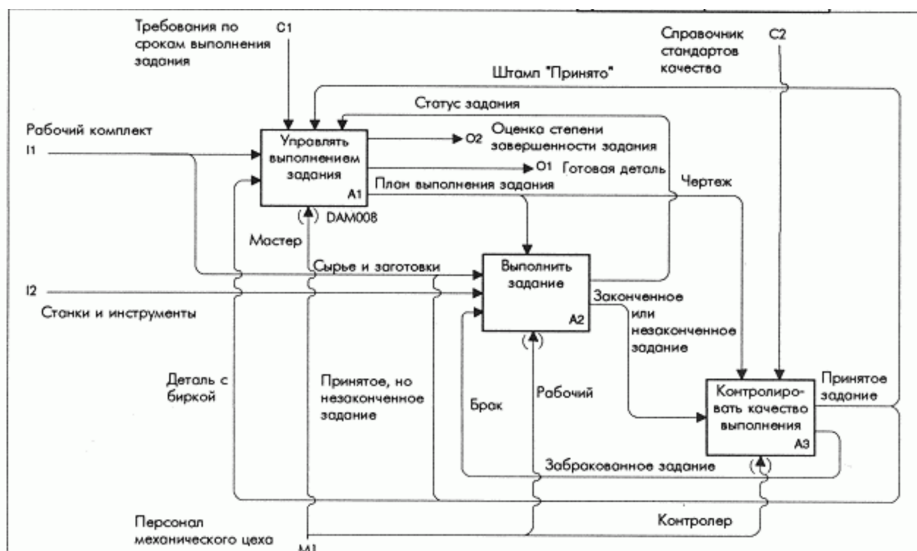 Требования по
срокам выполнения
задания
C1
Справочник
стандартов
качества
C2
Штамп "Принято"
Статус задания
Рабочий комплект
I1
Управлять
выполнением
задания
A1
DAM008
O2
Оценка степени
завершенности задания
O1
Готовая деталь
План выполнения задания
Чертеж
Мастер
Сырье и заготовки
I2
Станки и инструменты
Выполнить
задание
A2
Законченное
или
незаконченное
задание
Деталь с
биркой
Принятое, но
незаконченное
задание
Брак
Рабочий
Контролиро-
вать качество
выполнения
A3
Принятое
задание
Забракованное задание
Персонал
механического цеха
M1
Контролер